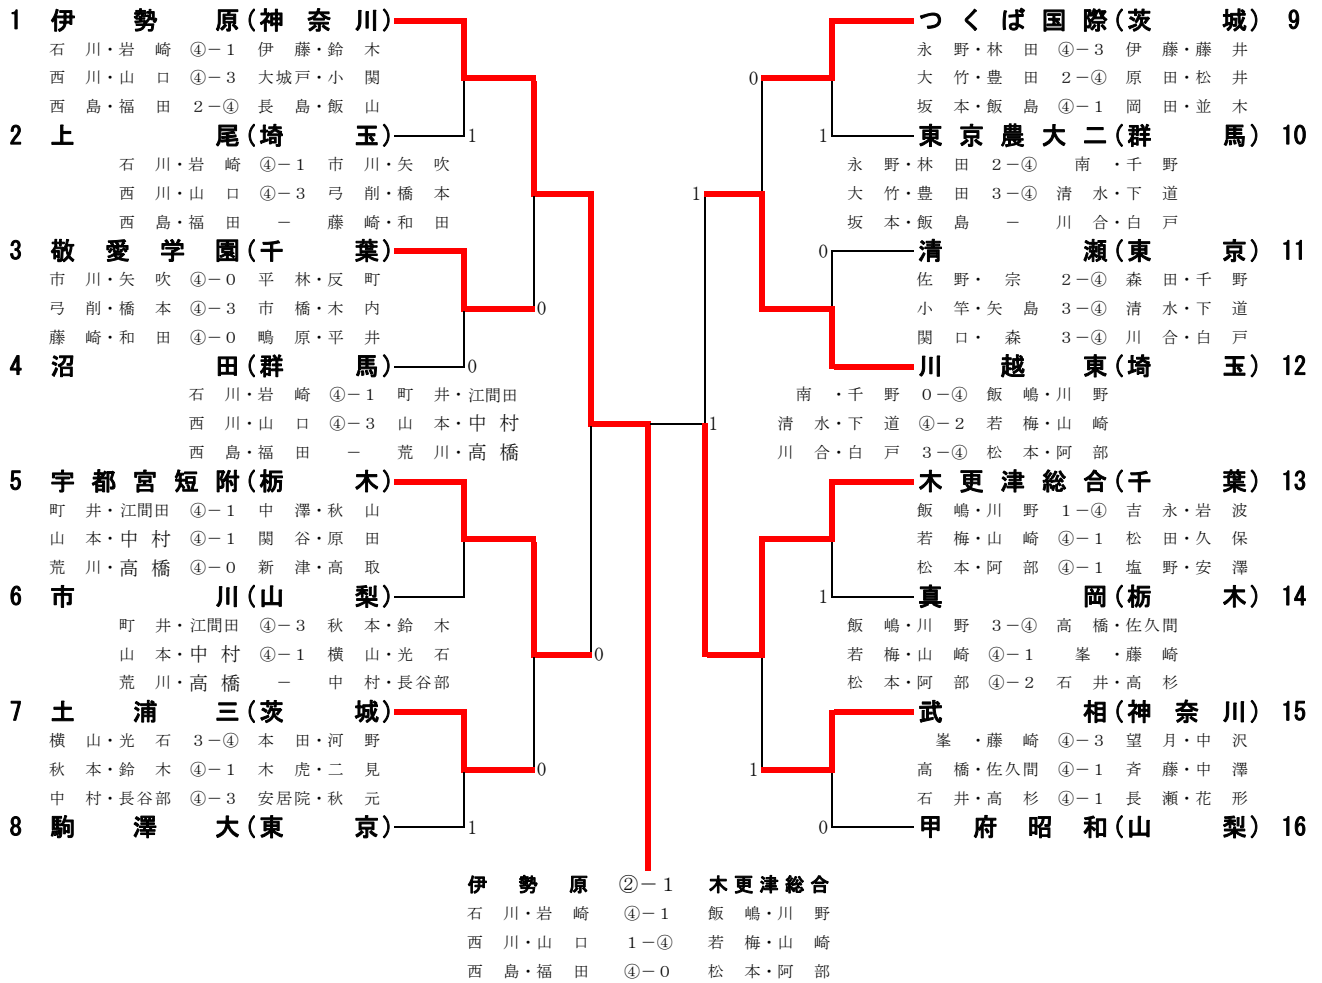 1 伊勢原(神奈川)
石川・岩崎 ④−1 伊藤・鈴木
西川・山口 ④−3 大城戸・小関
西島・福田 2−④ 長島・飯山
1
2 上尾(埼玉)
石川・岩崎 ④−1 市川・矢吹
西川・山口 ④−3 弓削・橋本
西島・福田 − 藤崎・和田
3 敬愛学園(千葉)
市川・矢吹 ④−0 平林・反町
弓削・橋本 ④−3 市橋・木内
0
藤崎・和田 ④−0 鴫原・平井
4 沼田(群馬)
0
石川・岩崎 ④−1 町井・江間田
西川・山口 ④−3 山本・中村
西島・福田 − 荒川・高橋
5 宇都宮短附(栃木)
町井・江間田 ④−1 中澤・秋山
山本・中村 ④−1 関谷・原田
荒川・高橋 ④−0 新津・高取
6 市川(山梨)
町井・江間田 ④−3 秋本・鈴木
山本・中村 ④−1 横山・光石
0
荒川・高橋 − 中村・長谷部
7 土浦三(茨城)
横山・光石 3−④ 本田・河野
秋本・鈴木 ④−1 木虎・二見
0
中村・長谷部 ④−3 安居院・秋元
8 駒澤大(東京)
1
つくば国際(茨城) 9
永野・林田 ④−3 伊藤・藤井
0
大竹・豊田 2−④ 原田・松井
坂本・飯島 ④−1 岡田・並木
1
東京農大二(群馬) 10
永野・林田 2−④ 南・千野
1
大竹・豊田 3−④ 清水・下道
坂本・飯島 − 川合・白戸
0
清瀬(東京) 11
佐野・宗 2−④ 森田・千野
小竿・矢島 3−④ 清水・下道
関口・森 3−④ 川合・白戸
川越東(埼玉) 12
南・千野 0−④ 飯嶋・川野
1
清水・下道 ④−2 若梅・山崎
川合・白戸 3−④ 松本・阿部
木更津総合(千葉) 13
飯嶋・川野 1−④ 吉永・岩波
若梅・山崎 ④−1 松田・久保
松本・阿部 ④−1 塩野・安澤
1
真岡(栃木) 14
飯嶋・川野 3−④ 高橋・佐久間
若梅・山崎 ④−1 峯・藤崎
松本・阿部 ④−2 石井・高杉
武相(神奈川) 15
峯・藤崎 ④−3 望月・中沢
1
高橋・佐久間 ④−1 斉藤・中澤
石井・高杉 ④−1 長瀬・花形
0
甲府昭和(山梨) 16
伊勢原 ②−1 木更津総合
石川・岩崎 ④−1 飯嶋・川野
西川・山口 1−④ 若梅・山崎
西島・福田 ④−0 松本・阿部